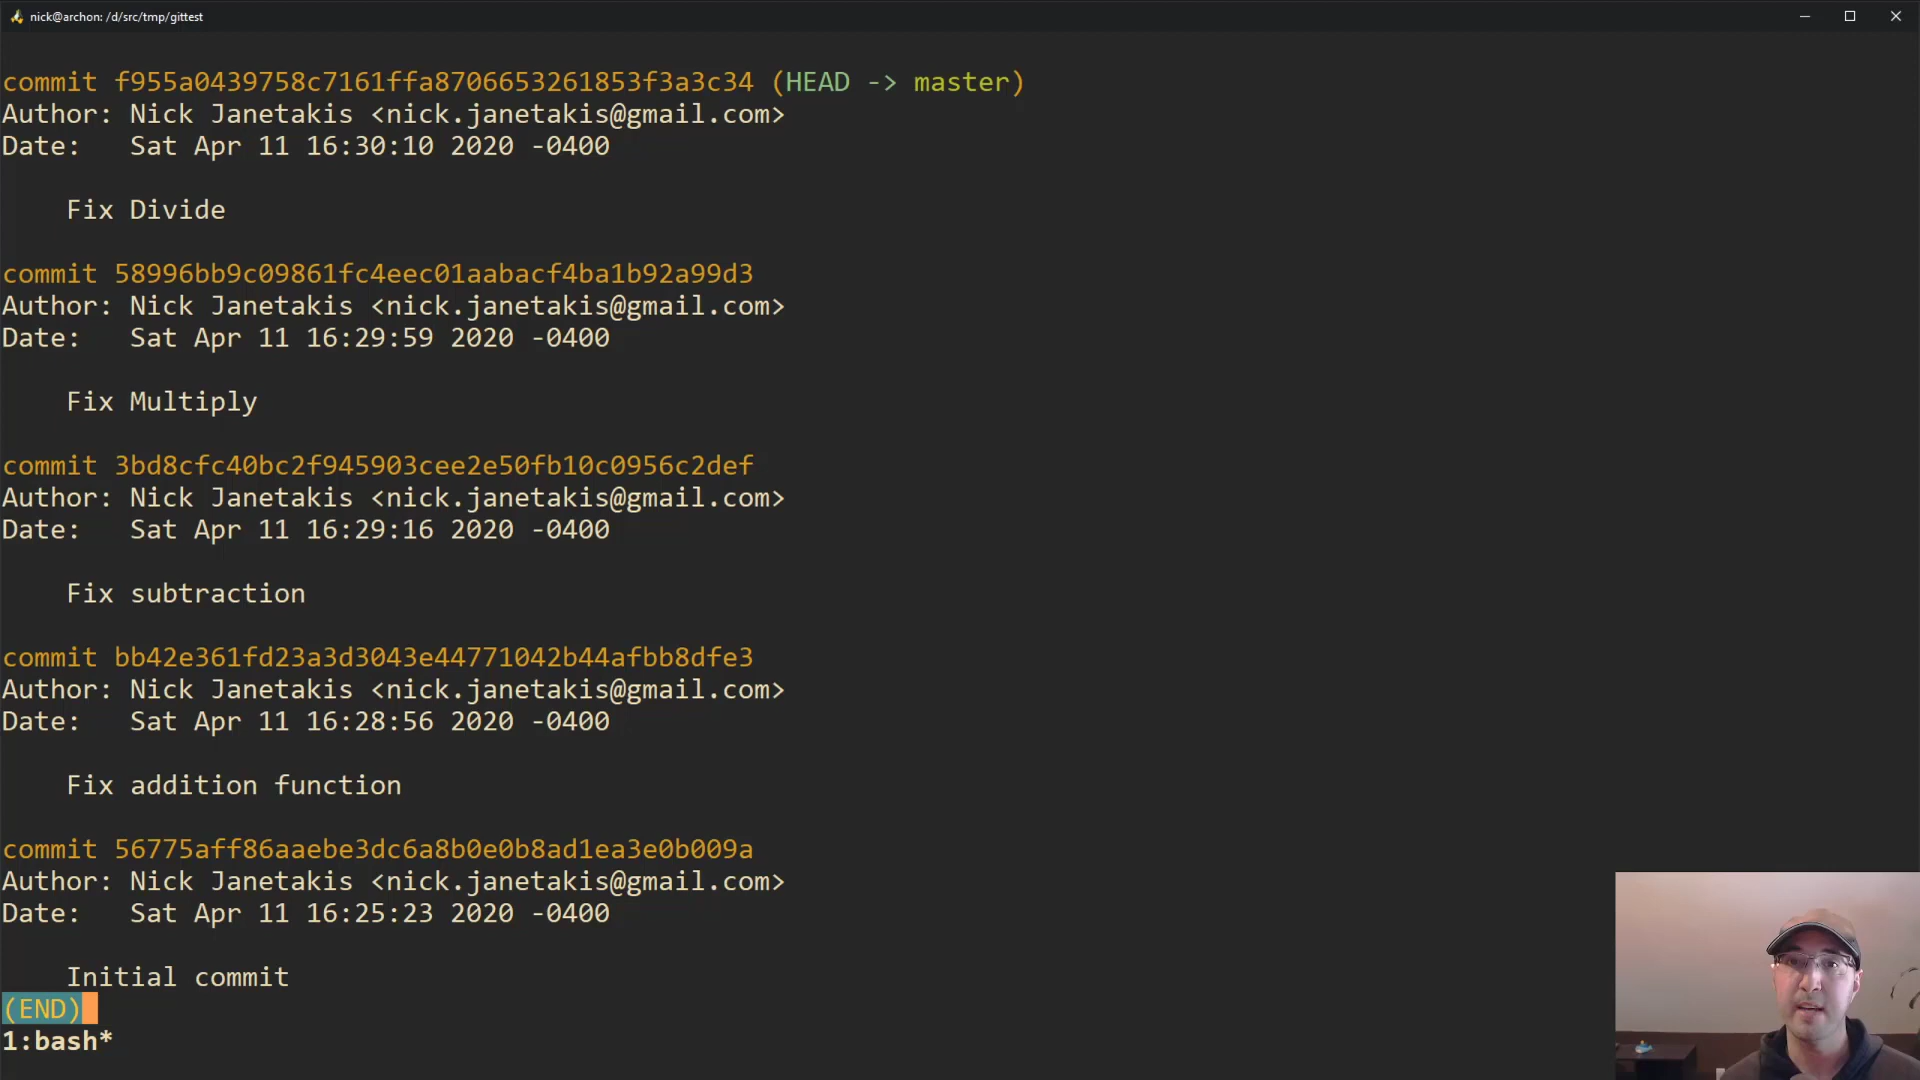 nick@archon: /d/src/tmp/gittest
commit f955a0439758c7161ffa8706653261853f3a3c34 (HEAD -> master)
Author: Nick Janetakis <nick.janetakis@gmail.com>
Date:   Sat Apr 11 16:30:10 2020 -0400
Fix Divide
commit 58996bb9c09861fc4eec01aabacf4ba1b92a99d3
Author: Nick Janetakis <nick.janetakis@gmail.com>
Date:   Sat Apr 11 16:29:59 2020 -0400
Fix Multiply
commit 3bd8cfc40bc2f945903cee2e50fb10c0956c2def
Author: Nick Janetakis <nick.janetakis@gmail.com>
Date:   Sat Apr 11 16:29:16 2020 -0400
Fix subtraction
commit bb42e361fd23a3d3043e44771042b44afbb8dfe3
Author: Nick Janetakis <nick.janetakis@gmail.com>
Date:   Sat Apr 11 16:28:56 2020 -0400
Fix addition function
commit 56775aff86aaebe3dc6a8b0e0b8ad1ea3e0b009a
Author: Nick Janetakis <nick.janetakis@gmail.com>
Date:   Sat Apr 11 16:25:23 2020 -0400
Initial commit
(END)
1:bash*